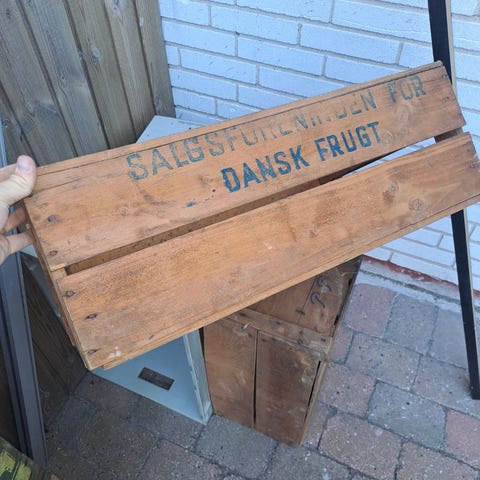 SALGSFORENINGEN FOR
DANSK FRUGT